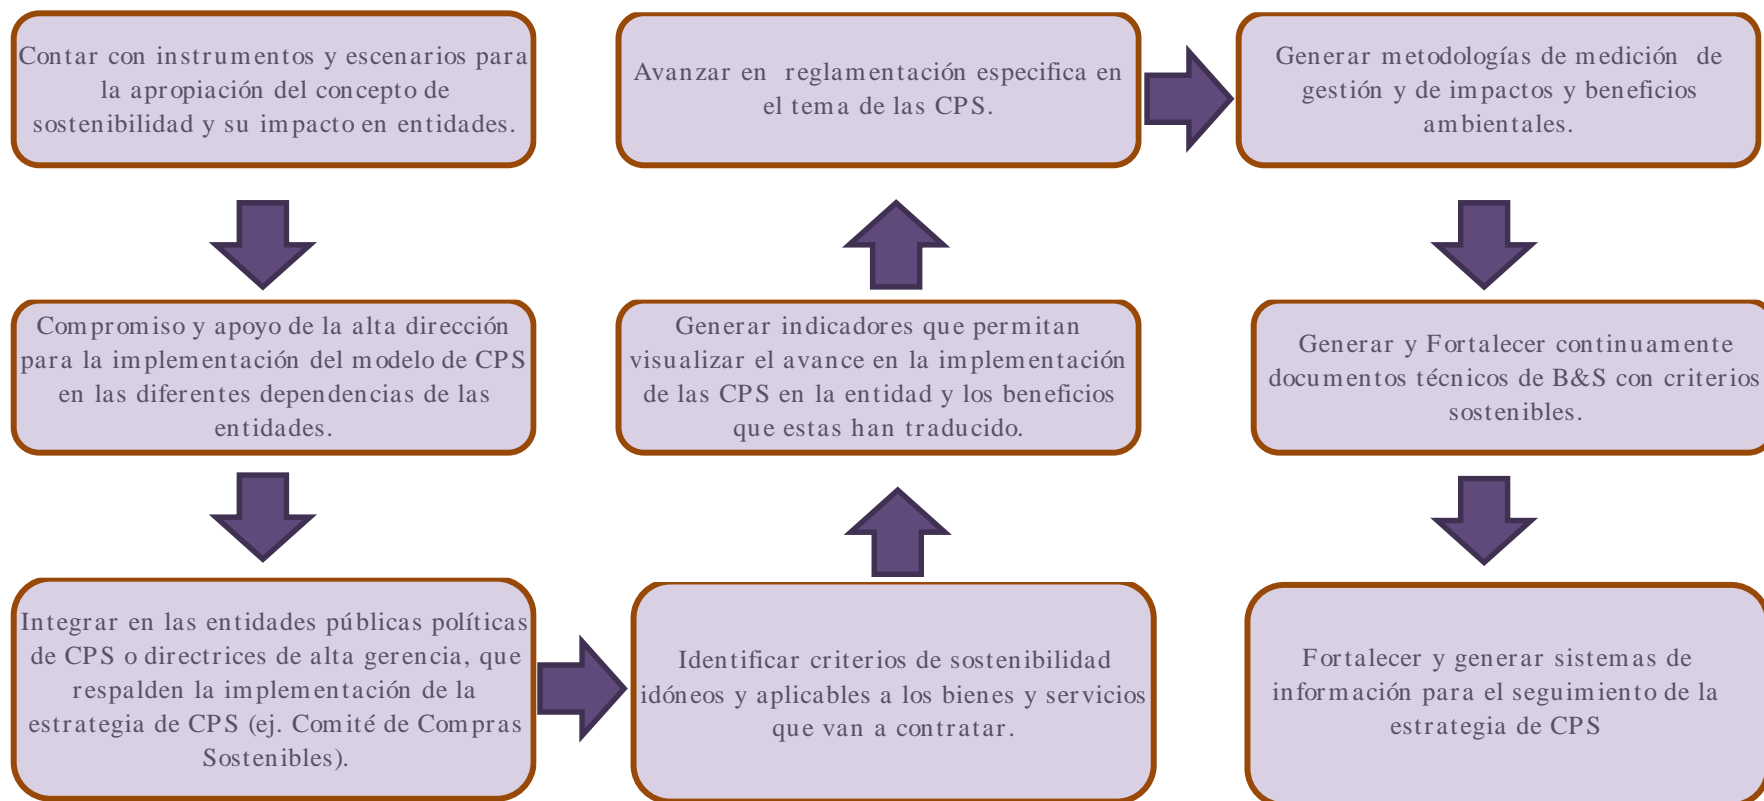 Contar con instrumentos y escenarios para
la apropiación del concepto de
sostenibilidad y su impacto en entidades.
Compromiso y apoyo de la alta dirección
para la implementación del modelo de CPS
en las diferentes dependencias de las
entidades.
Integrar en las entidades públicas políticas
de CPS o directrices de alta gerencia, que
respalden la implementación de la
estrategia de CPS (ej. Comité de Compras
Sostenibles).
Identificar criterios de sostenibilidad
idóneos y aplicables a los bienes y servicios
que van a contratar.
Generar indicadores que permitan
visualizar el avance en la implementación
de las CPS en la entidad y los beneficios
que estas han traducido.
Avanzar en reglamentación especifica en
el tema de las CPS.
Generar metodologías de medición de
gestión y de impactos y beneficios
ambientales.
Generar y Fortalecer continuamente
documentos técnicos de B&S con criterios
sostenibles.
Fortalecer y generar sistemas de
información para el seguimiento de la
estrategia de CPS